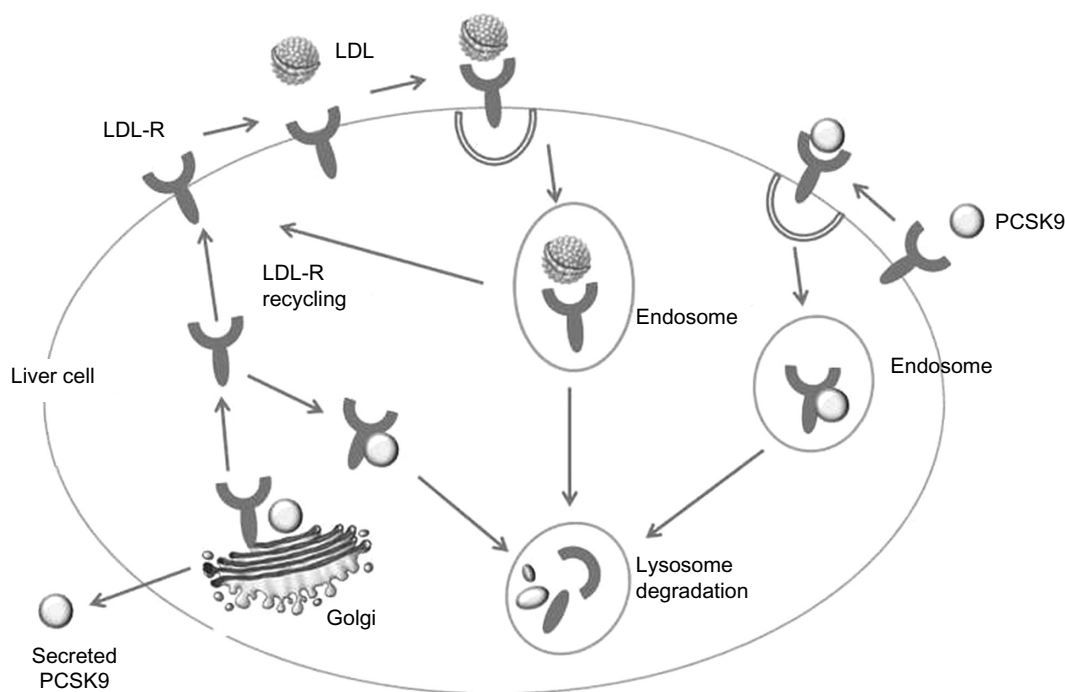 LDL
LDL-R
PCSK9
LDL-R
recycling
Endosome
Endosome
Liver cell
Lysosome
degradation
Golgi
Secreted
PCSK9